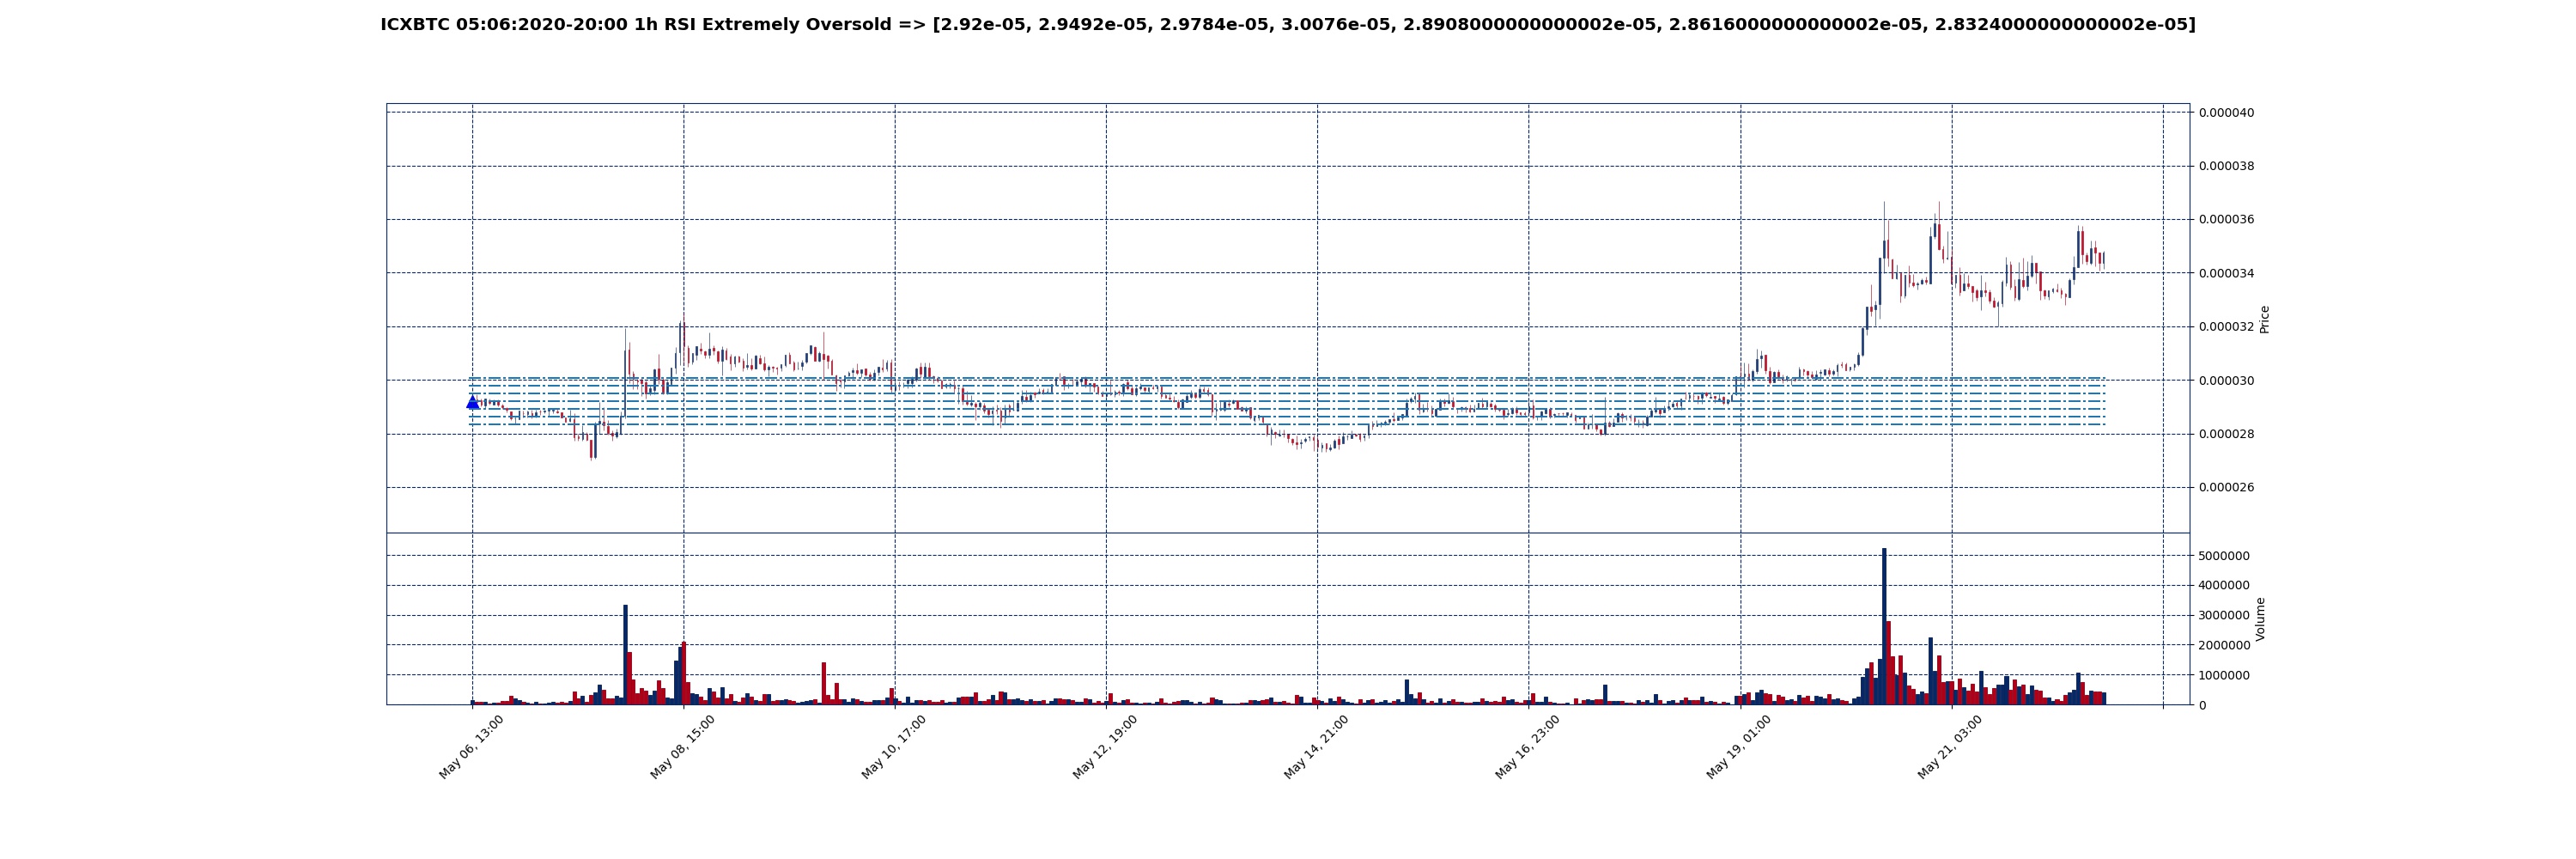 ICXBTC 05:06:2020-20:00 1h RSI Extremely Oversold => [2.92e-05, 2.9492e-05, 2.9784e-05, 3.0076e-05, 2.8908000000000002e-05, 2.8616000000000002e-05, 2.8324000000000002e-05]
0.000040
0.000038
0.000036
0.000034
0.000032
0.000030
0.000028
0.000026
Price
5000000
4000000
3000000
2000000
1000000
0
Volume
May 06, 13:00
May 08, 15:00
May 10, 17:00
May 12, 19:00
May 14, 21:00
May 16, 23:00
May 19, 01:00
May 21, 03:00